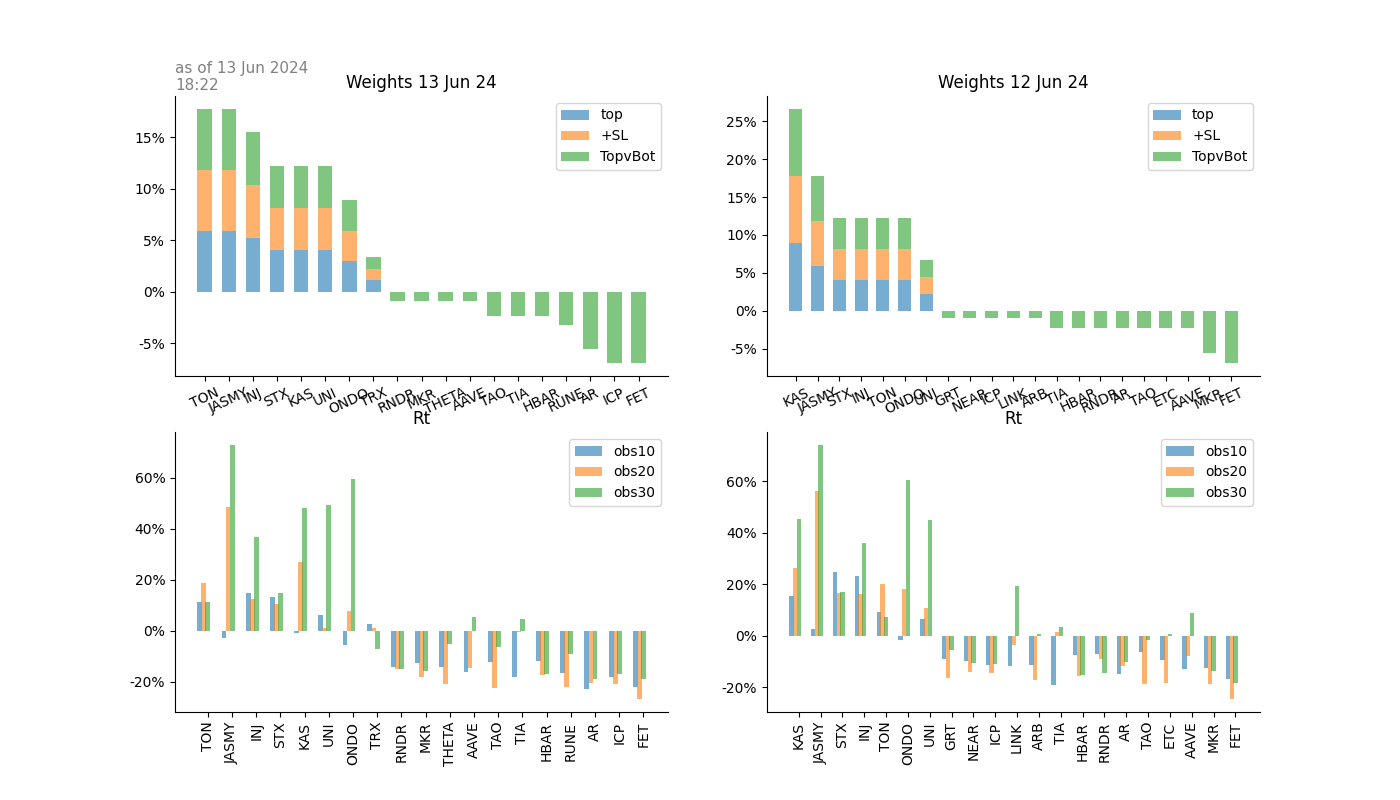 as of 13 Jun 2024
18:22
Weights 13 Jun 24
top
+SL
TopvBot
15%
10%
5%
0%
-5%
TON JASMY INJ STX KAS UNI ONDO TRX RNDR MKR THETA AAVE TAO TIA HBAR RUNE AR ICP FET
Weights 12 Jun 24
top
+SL
TopvBot
25%
20%
15%
10%
5%
0%
-5%
KAS JASMY STX INJ TON ONDO UNI GRT NEAR ICP LINK ARB TIA HBAR RNDR AR TAO ETC AAVE MKR FET
Rt
obs10
obs20
obs30
60%
40%
20%
0%
-20%
TON JASMY INJ STX KAS UNI ONDO TRX RNDR MKR THETA AAVE TAO TIA HBAR RUNE AR ICP FET
Rt
obs10
obs20
obs30
60%
40%
20%
0%
-20%
KAS JASMY STX INJ TON ONDO UNI GRT NEAR ICP LINK ARB TIA HBAR RNDR AR TAO ETC AAVE MKR FET